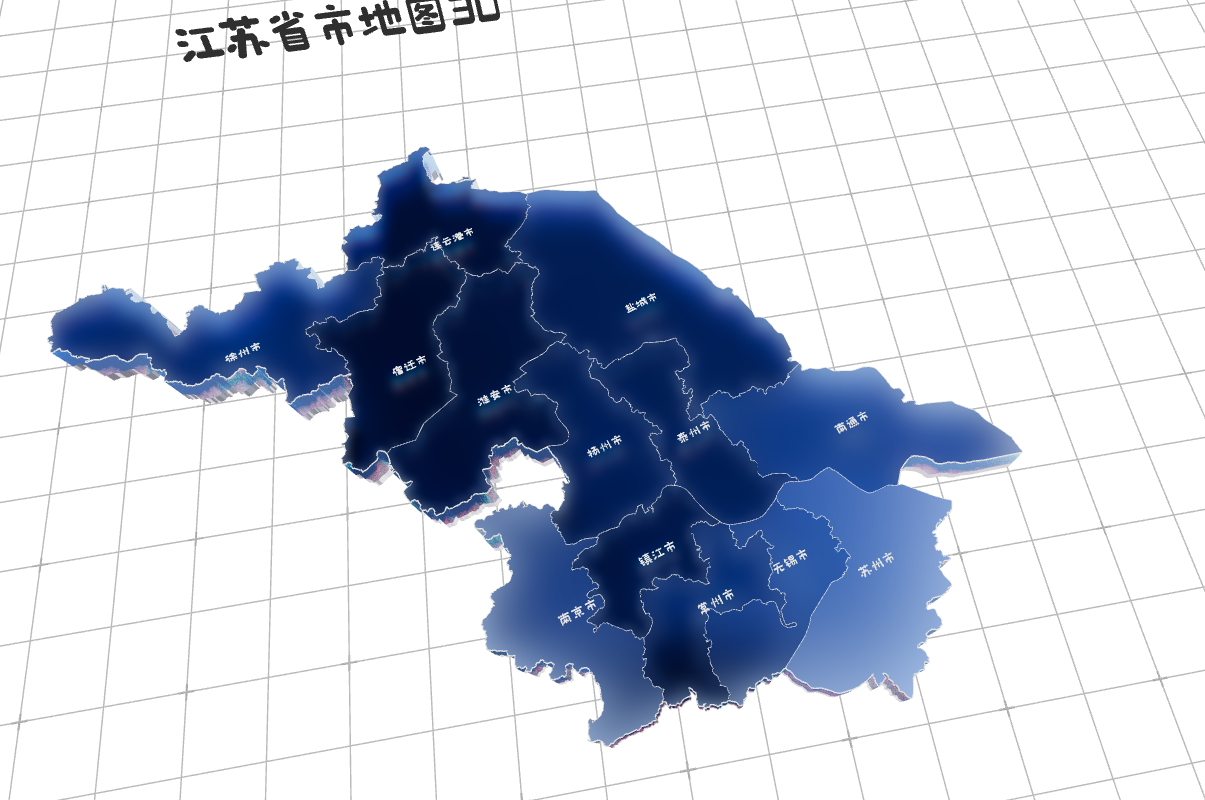 江苏省市地图3D
连云港市
盐城市
徐州市
宿迁市
淮安市
南通市
泰州市
扬州市
镇江市
无锡市
苏州市
常州市
南京市